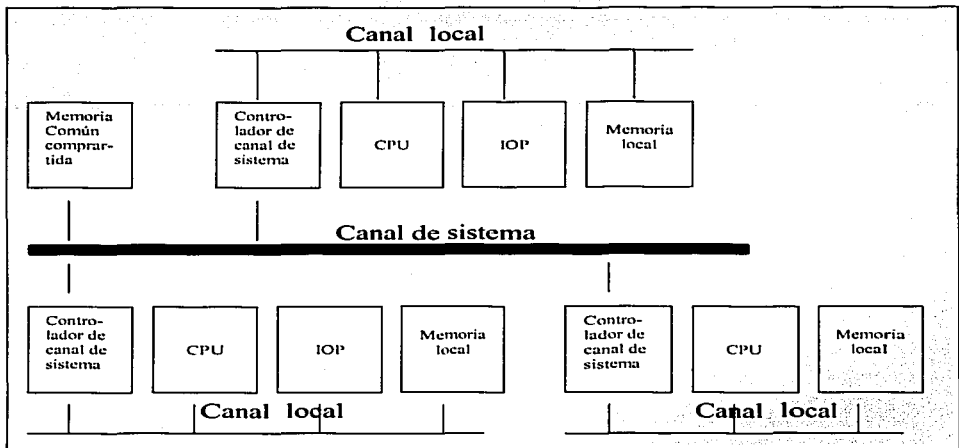 Canal local
Memoria
Común
comprar-
tida
Contro-
lador de
canal de
sistema
CPU
IOP
Memoria
local
Canal de sistema
Contro-
lador de
canal de
sistema
CPU
IOP
Memoria
local
Contro-
lador de
canal de
sistema
CPU
Memoria
local
Canal local
Canal local